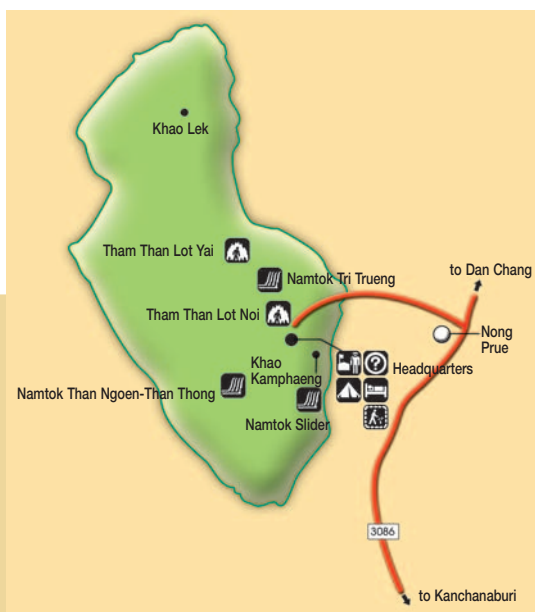 Khao Lek
Tham Than Lot Yai
Namtok Tri Trueng
to Dan Chang
Tham Than Lot Noi
Nong
Prue
Khao
Kamphaeng
Headquarters
Namtok Than Ngoen-Than Thong
Namtok Slider
3086
to Kanchanaburi